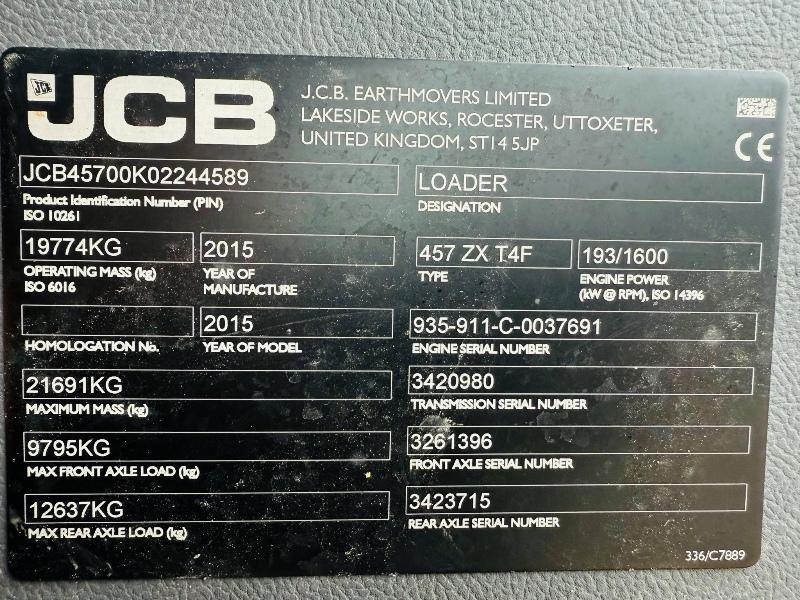 JCB
JCB
J.C.B. EARTHMOVERS LIMITED
LAKESIDE WORKS, ROCESTER, UTTOXETER,
UNITED KINGDOM, ST14 5JP
CE
JCB45700K02244589
Product Identification Number (PIN)
ISO 10261
LOADER
DESIGNATION
19774KG
OPERATING MASS (kg)
ISO 6016
2015
YEAR OF
MANUFACTURE
457 ZX T4F
TYPE
193/1600
ENGINE POWER
(kW @ RPM), ISO 14396
HOMOLOGATION No.
2015
YEAR OF MODEL
935-911-C-0037691
ENGINE SERIAL NUMBER
21691KG
MAXIMUM MASS (kg)
3420980
TRANSMISSION SERIAL NUMBER
9795KG
MAX FRONT AXLE LOAD (kg)
3261396
FRONT AXLE SERIAL NUMBER
12637KG
MAX REAR AXLE LOAD (kg)
3423715
REAR AXLE SERIAL NUMBER
336/C7889